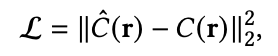 𝓛 = ‖Ĉ(𝐫) − C(𝐫)‖₂²,